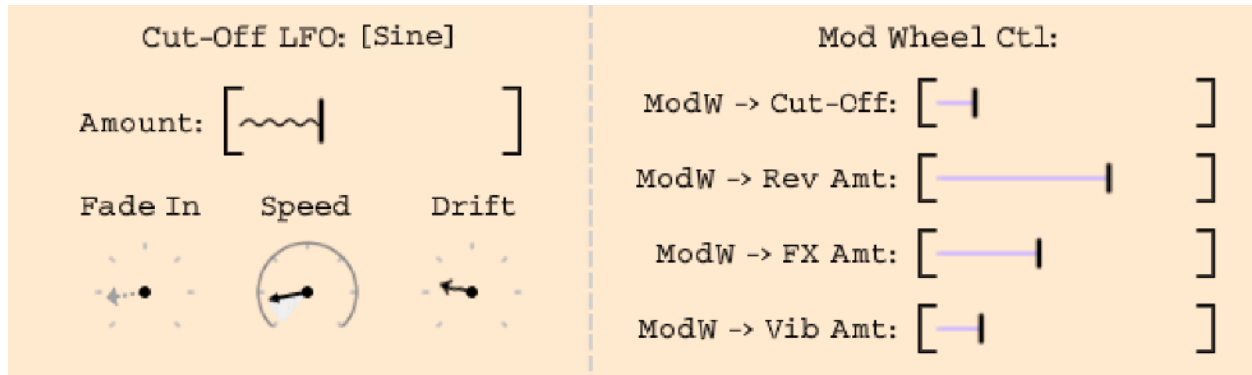 Cut-Off LFO: [Sine]
Amount:
Fade In
Speed
Drift
Mod Wheel Ctl:
ModW -> Cut-Off:
ModW -> Rev Amt:
ModW -> FX Amt:
ModW -> Vib Amt: